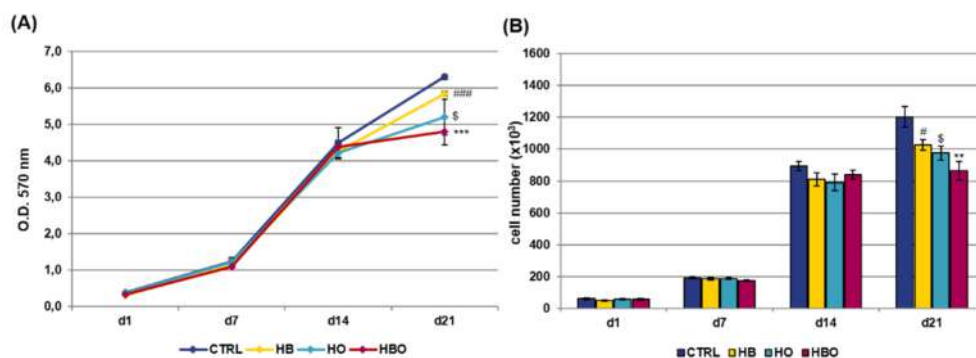 (A)
7,0
6,0
5,0
4,0
3,0
2,0
1,0
0,0
O.D. 570 nm
###
$
***
d1 d7 d14 d21
CTRL HB HO HBO
(B)
1600
1400
1200
1000
800
600
400
200
0
cell number (x10³)
#
$
**
d1 d7 d14 d21
CTRL HB HO HBO